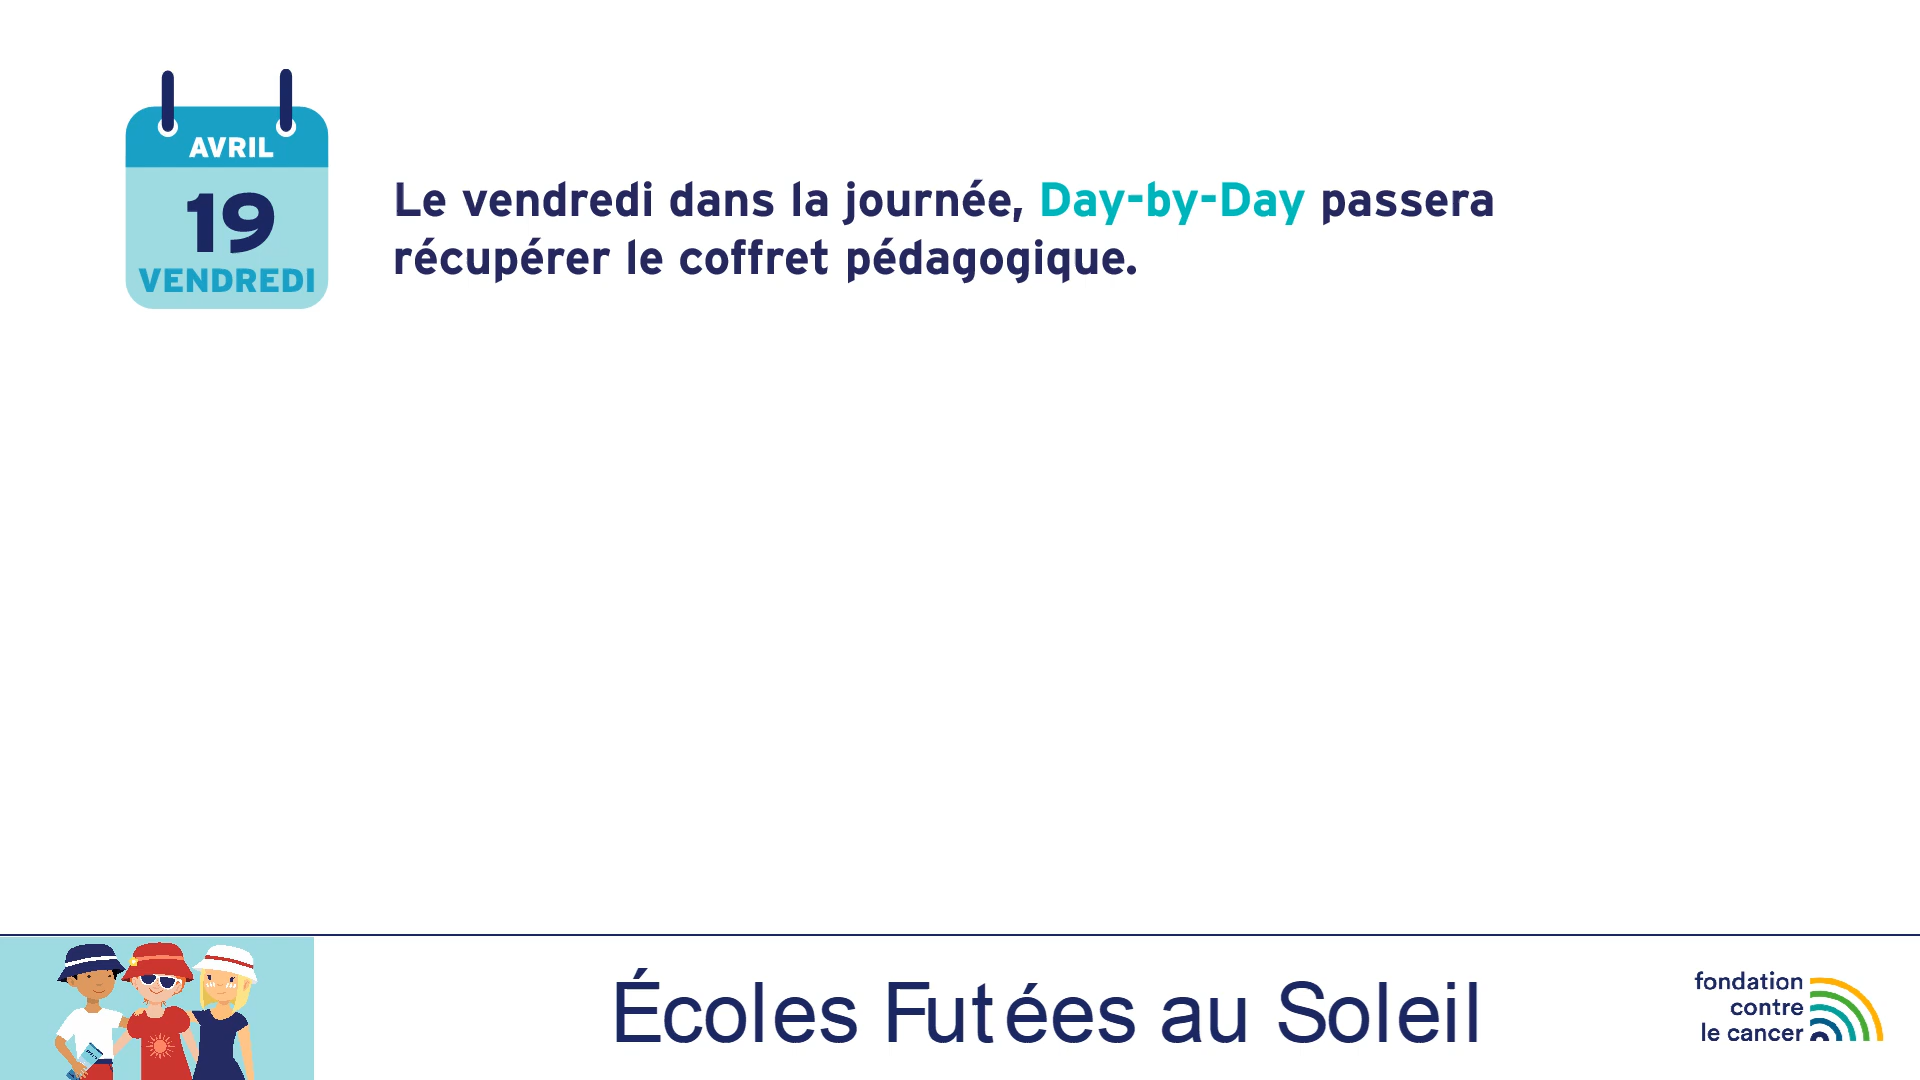 AVRIL
19
VENDREDI
Le vendredi dans la journée, Day-by-Day passera
récupérer le coffret pédagogique.
Écoles Futées au Soleil
fondation
contre
le cancer